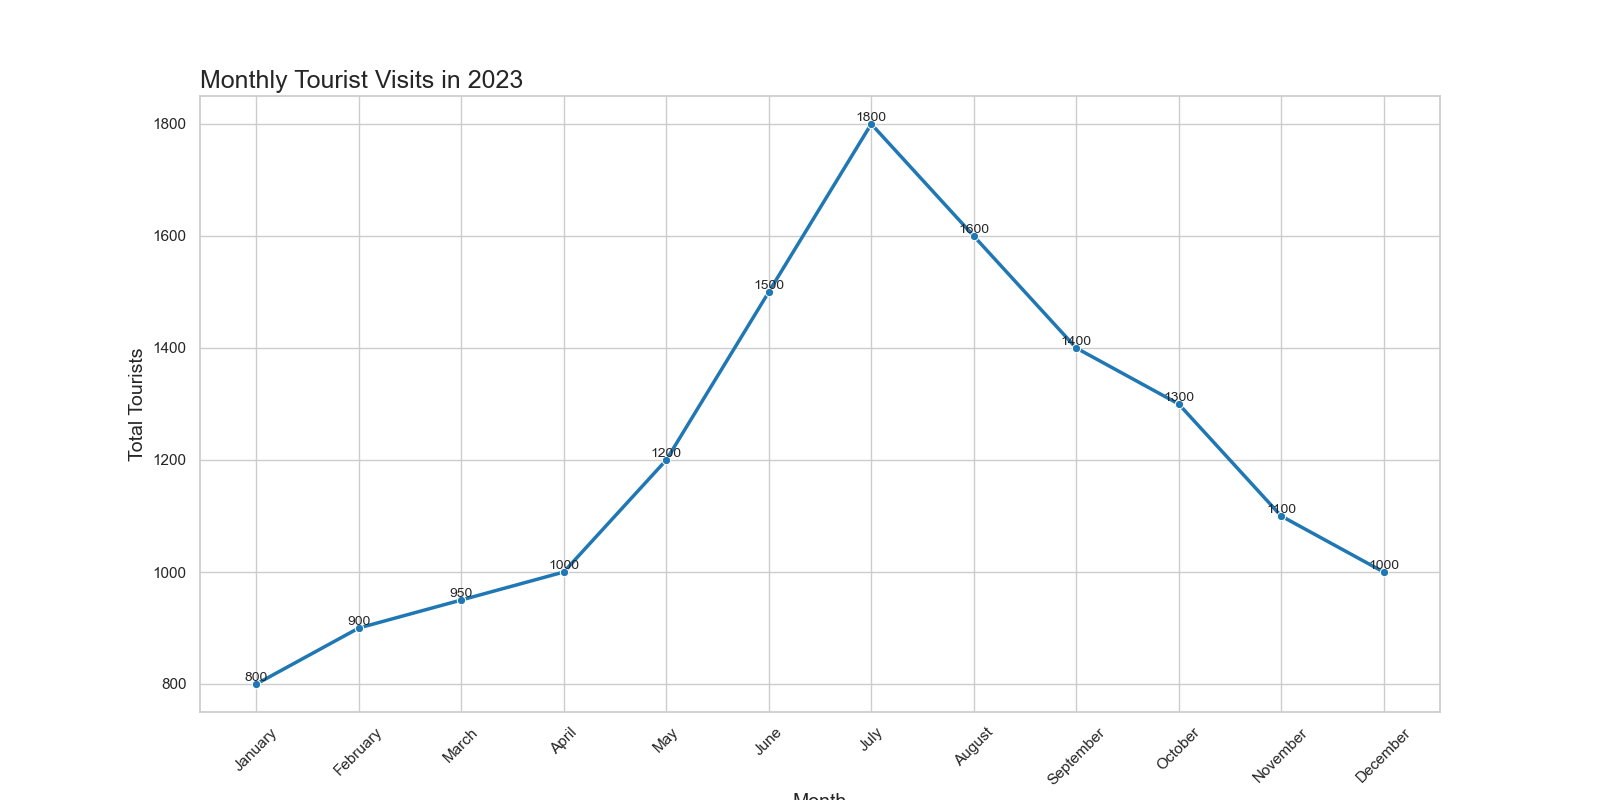 Monthly Tourist Visits in 2023
Total Tourists
1800
1600
1400
1200
1000
800
800
900
950
1000
1200
1500
1800
1600
1400
1300
1100
1000
January
February
March
April
May
June
July
August
September
October
November
December
Month